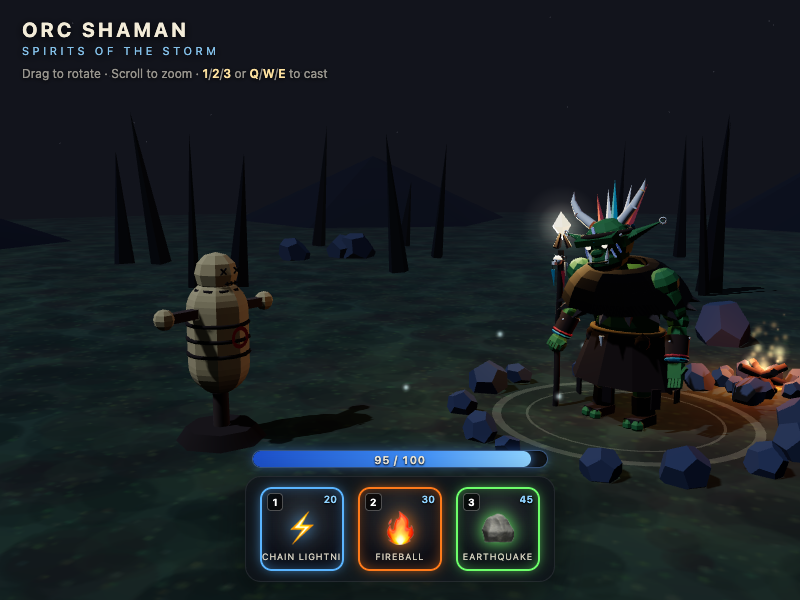 ORC SHAMAN
SPIRITS OF THE STORM
Drag to rotate · Scroll to zoom · 1/2/3 or Q/W/E to cast
95 / 100
1 20 2 30 3 45
CHAIN LIGHTNI FIREBALL EARTHQUAKE